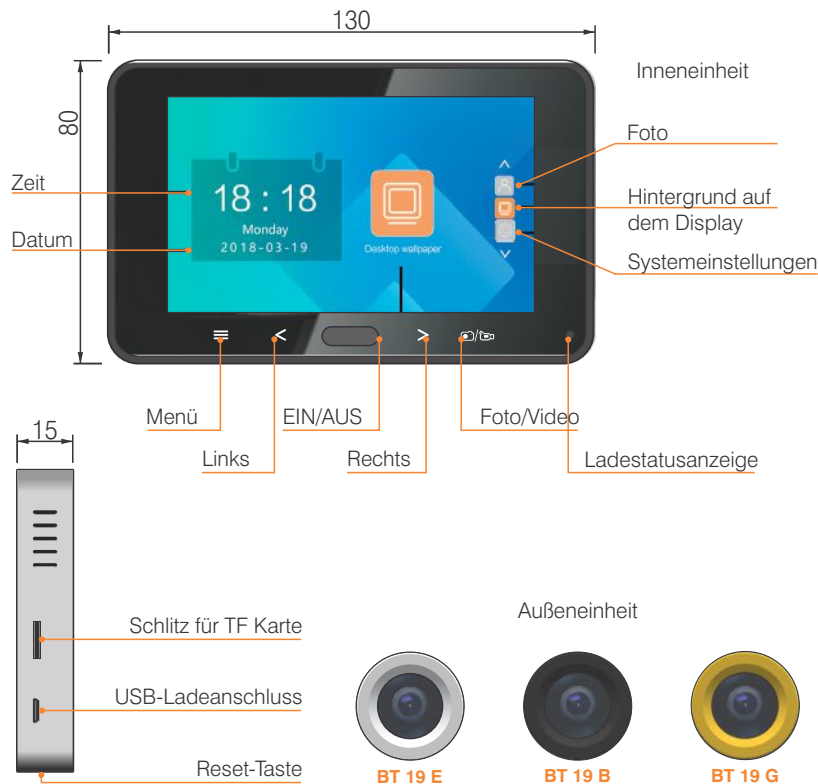 130
80
Inneneinheit
Foto
Hintergrund auf
dem Display
Systemeinstellungen
Zeit
Datum
18 : 18
Monday
2018-03-19
Desktop wallpaper
Menü
EIN/AUS
Foto/Video
Links
Rechts
Ladestatusanzeige
15
Schlitz für TF Karte
USB-Ladeanschluss
Reset-Taste
Außeneinheit
BT 19 E
BT 19 B
BT 19 G